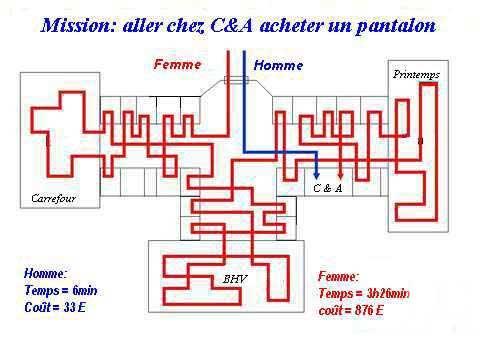 Mission: aller chez C&A acheter un pantalon
Femme
Homme
Printemps
Carrefour
C & A
BHV
Homme:
Temps = 6min
Coût = 33 E
Femme:
Temps = 3h26min
coût = 876 E